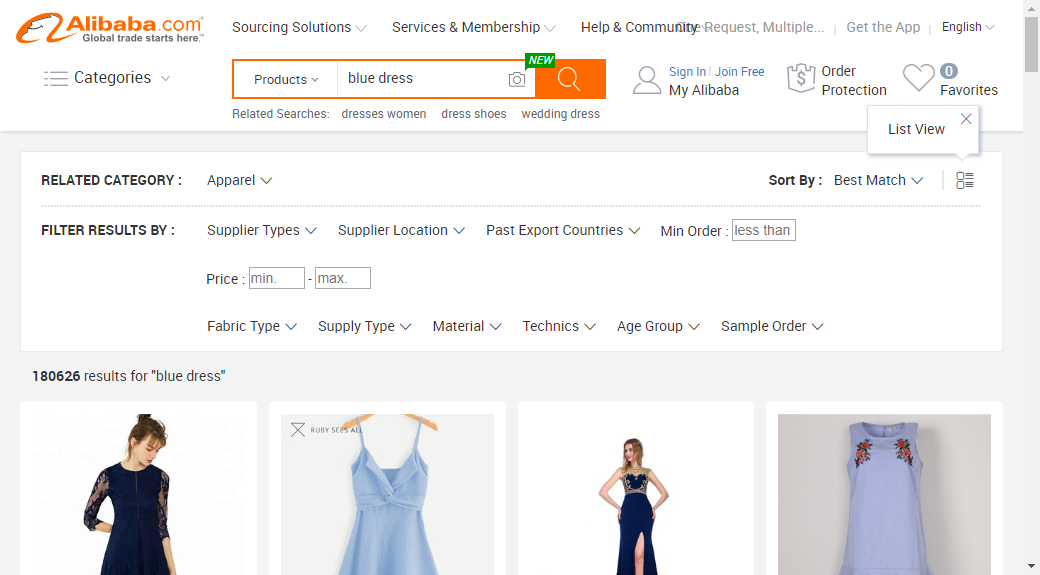 Alibaba.com
Global trade starts here.™
Sourcing Solutions
Services & Membership
Help & Community
One Request, Multiple...
Get the App
English
Categories
Products
blue dress
NEW
Sign In
Join Free
My Alibaba
Order
Protection
0
Favorites
Related Searches:
dresses women
dress shoes
wedding dress
List View
RELATED CATEGORY :
Apparel
Sort By :
Best Match
FILTER RESULTS BY :
Supplier Types
Supplier Location
Past Export Countries
Min Order :
less than
Price :
min.
-
max.
Fabric Type
Supply Type
Material
Technics
Age Group
Sample Order
180626 results for "blue dress"
RUBY SEES ALL